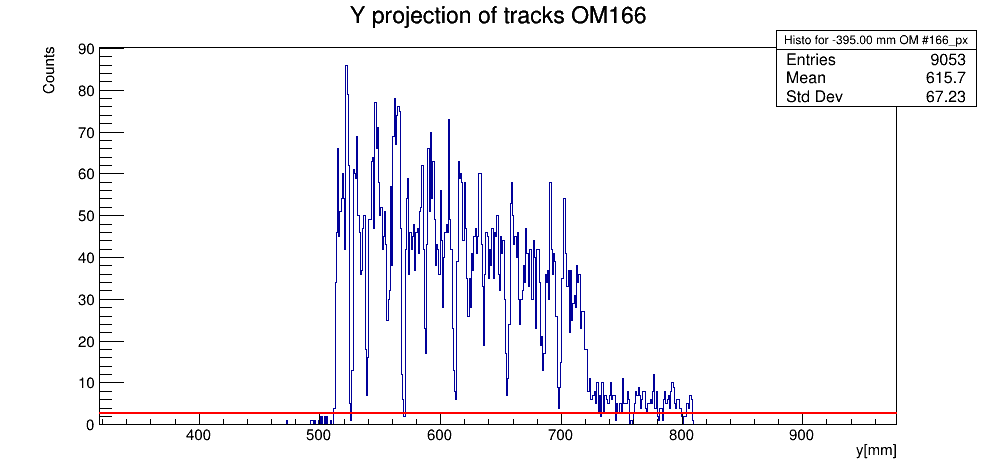 Y projection of tracks OM166
Histo for -395.00 mm OM #166_px
Entries 9053
Mean 615.7
Std Dev 67.23
Counts
90
80
70
60
50
40
30
20
10
0
400 500 600 700 800 900
y[mm]